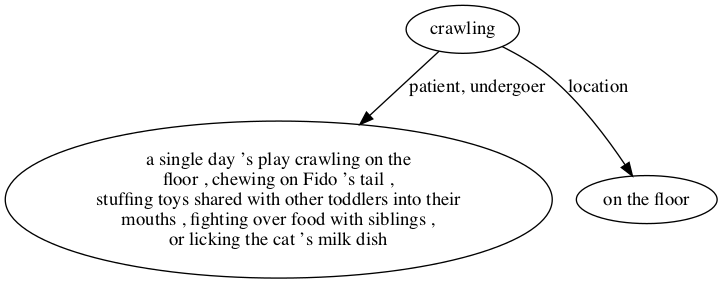 crawling
patient, undergoer
location
a single day 's play crawling on the
floor , chewing on Fido 's tail ,
stuffing toys shared with other toddlers into their
mouths , fighting over food with siblings ,
or licking the cat 's milk dish
on the floor